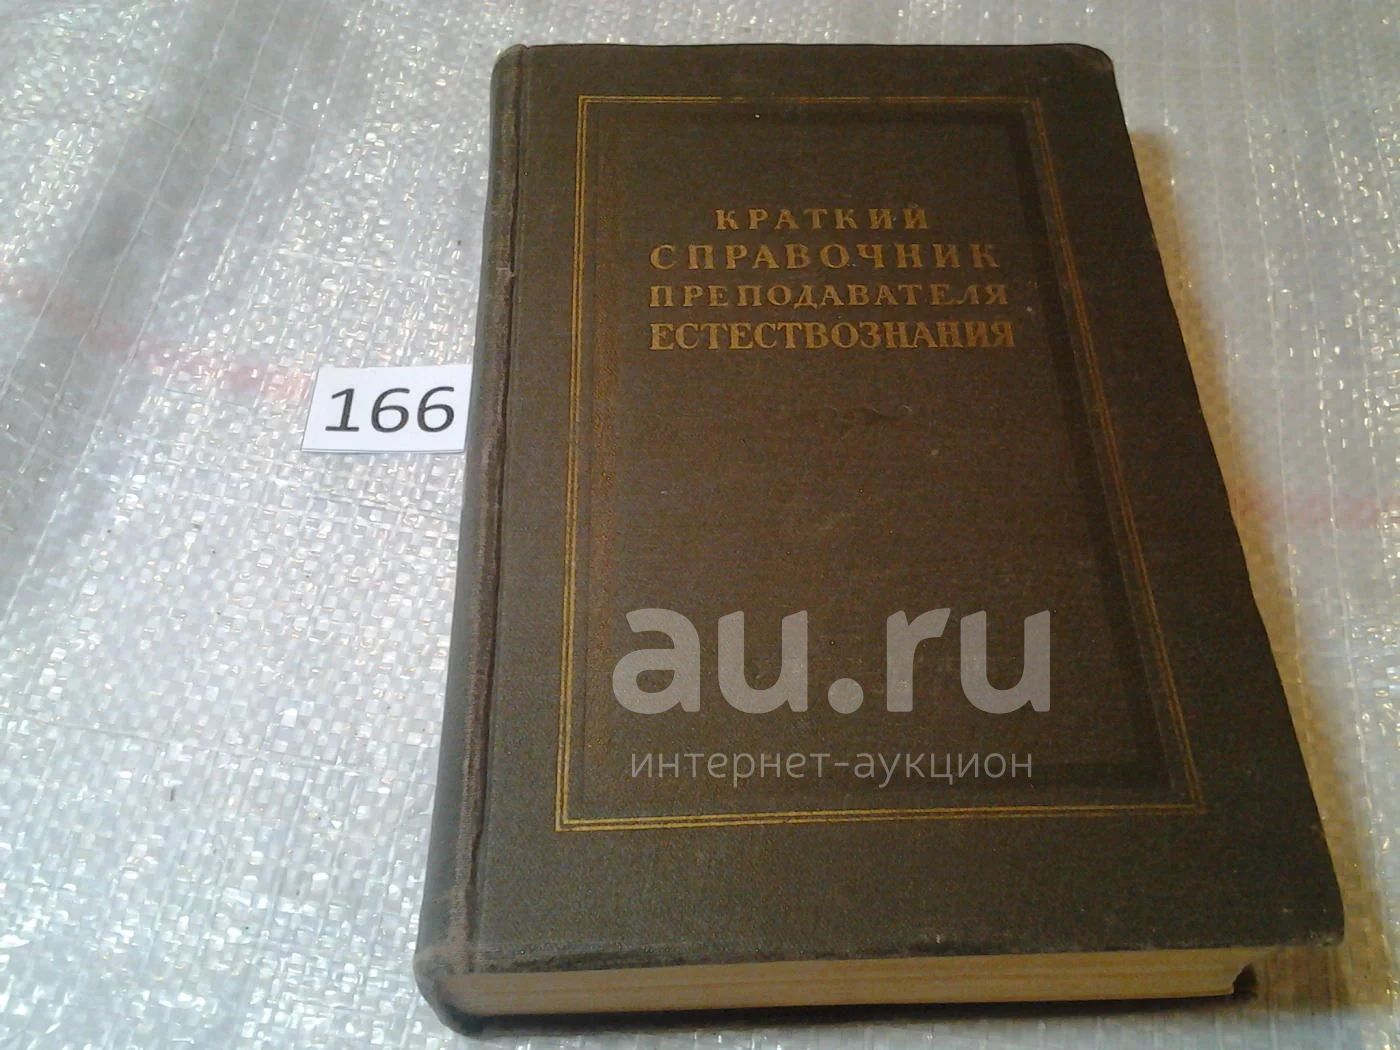 КРАТКИЙ
СПРАВОЧНИК
ПРЕПОДАВАТЕЛЯ
ЕСТЕСТВОЗНАНИЯ
166
au.ru
интернет-аукцион